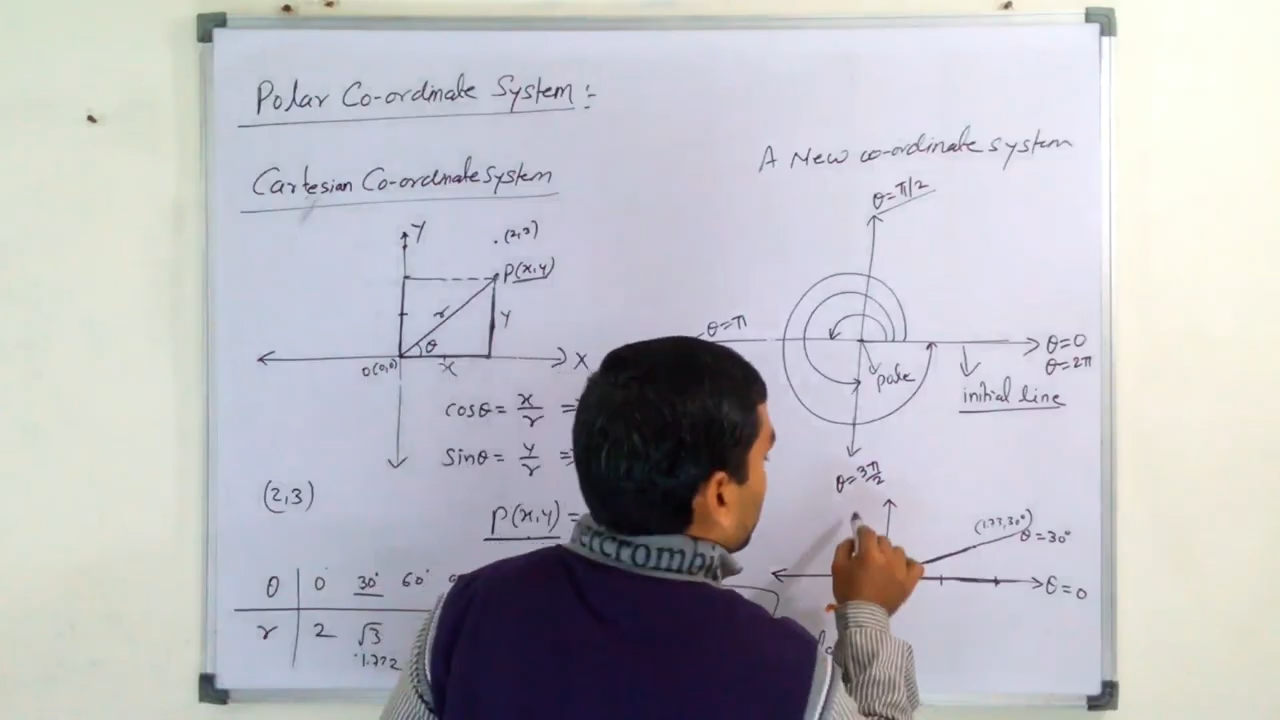 Polar Co-ordinate System:-
Cartesian Co-ordinate System
Y
.(2,3)
P(x,y)
r
Y
θ
O(0,0)
x
X
cosθ = x/r =>
sinθ = y/r =>
(2,3)
P(x,y) =
θ 0° 30° 60°
r 2 √3
1.732
A New co-ordinate system
θ=π/2
θ=π
θ=0
θ=2π
pole
initial line
θ=3π/2
(1.73,30°)
θ=30°
θ=0
ercrombi